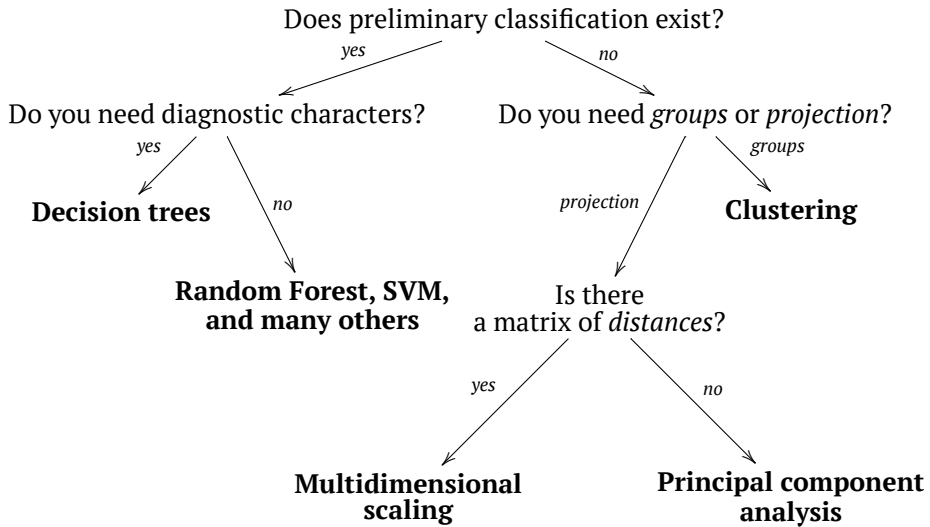 Does preliminary classification exist?
yes
no
Do you need diagnostic characters?
Do you need groups or projection?
yes
groups
no
projection
Decision trees
Clustering
Random Forest, SVM,
and many others
Is there
a matrix of distances?
yes
no
Multidimensional
scaling
Principal component
analysis